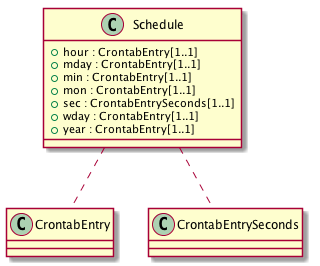 C Schedule
hour : CrontabEntry[1..1]
mday : CrontabEntry[1..1]
min : CrontabEntry[1..1]
mon : CrontabEntry[1..1]
sec : CrontabEntrySeconds[1..1]
wday : CrontabEntry[1..1]
year : CrontabEntry[1..1]
C CrontabEntry
C CrontabEntrySeconds